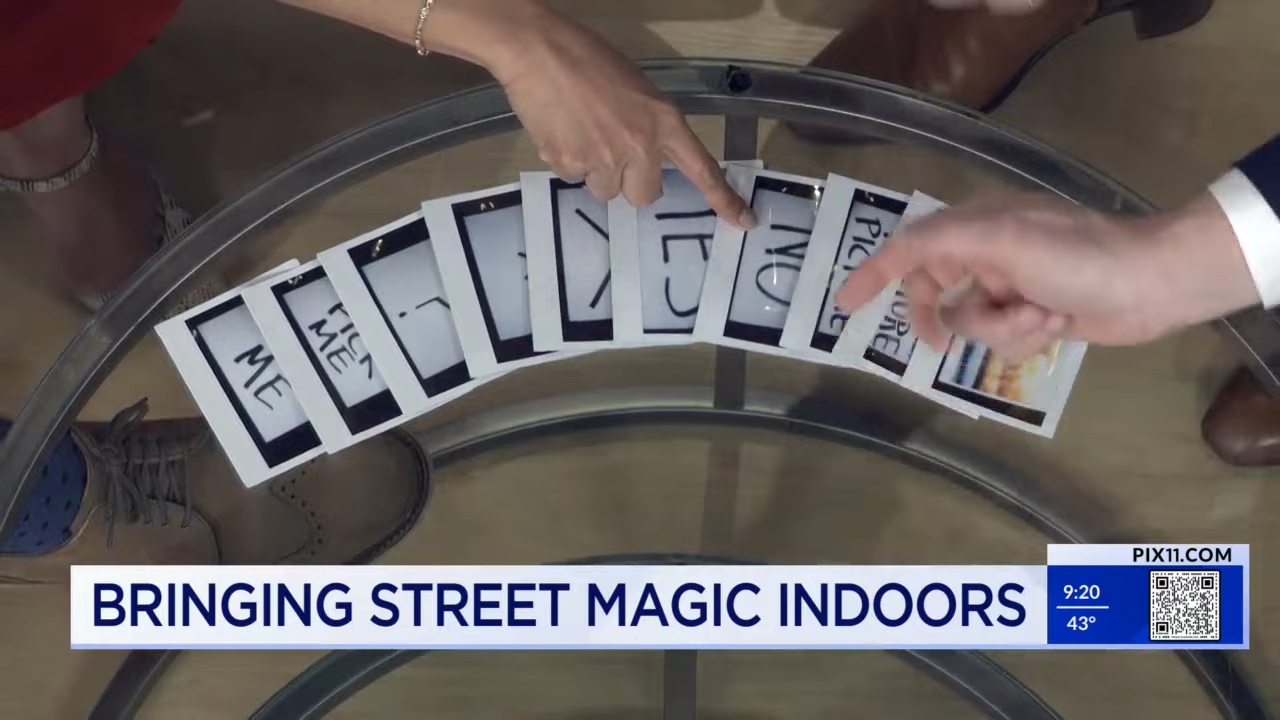 ME
PICK
ME
YES
NO
BRINGING STREET MAGIC INDOORS
PIX11.COM
9:20
43°